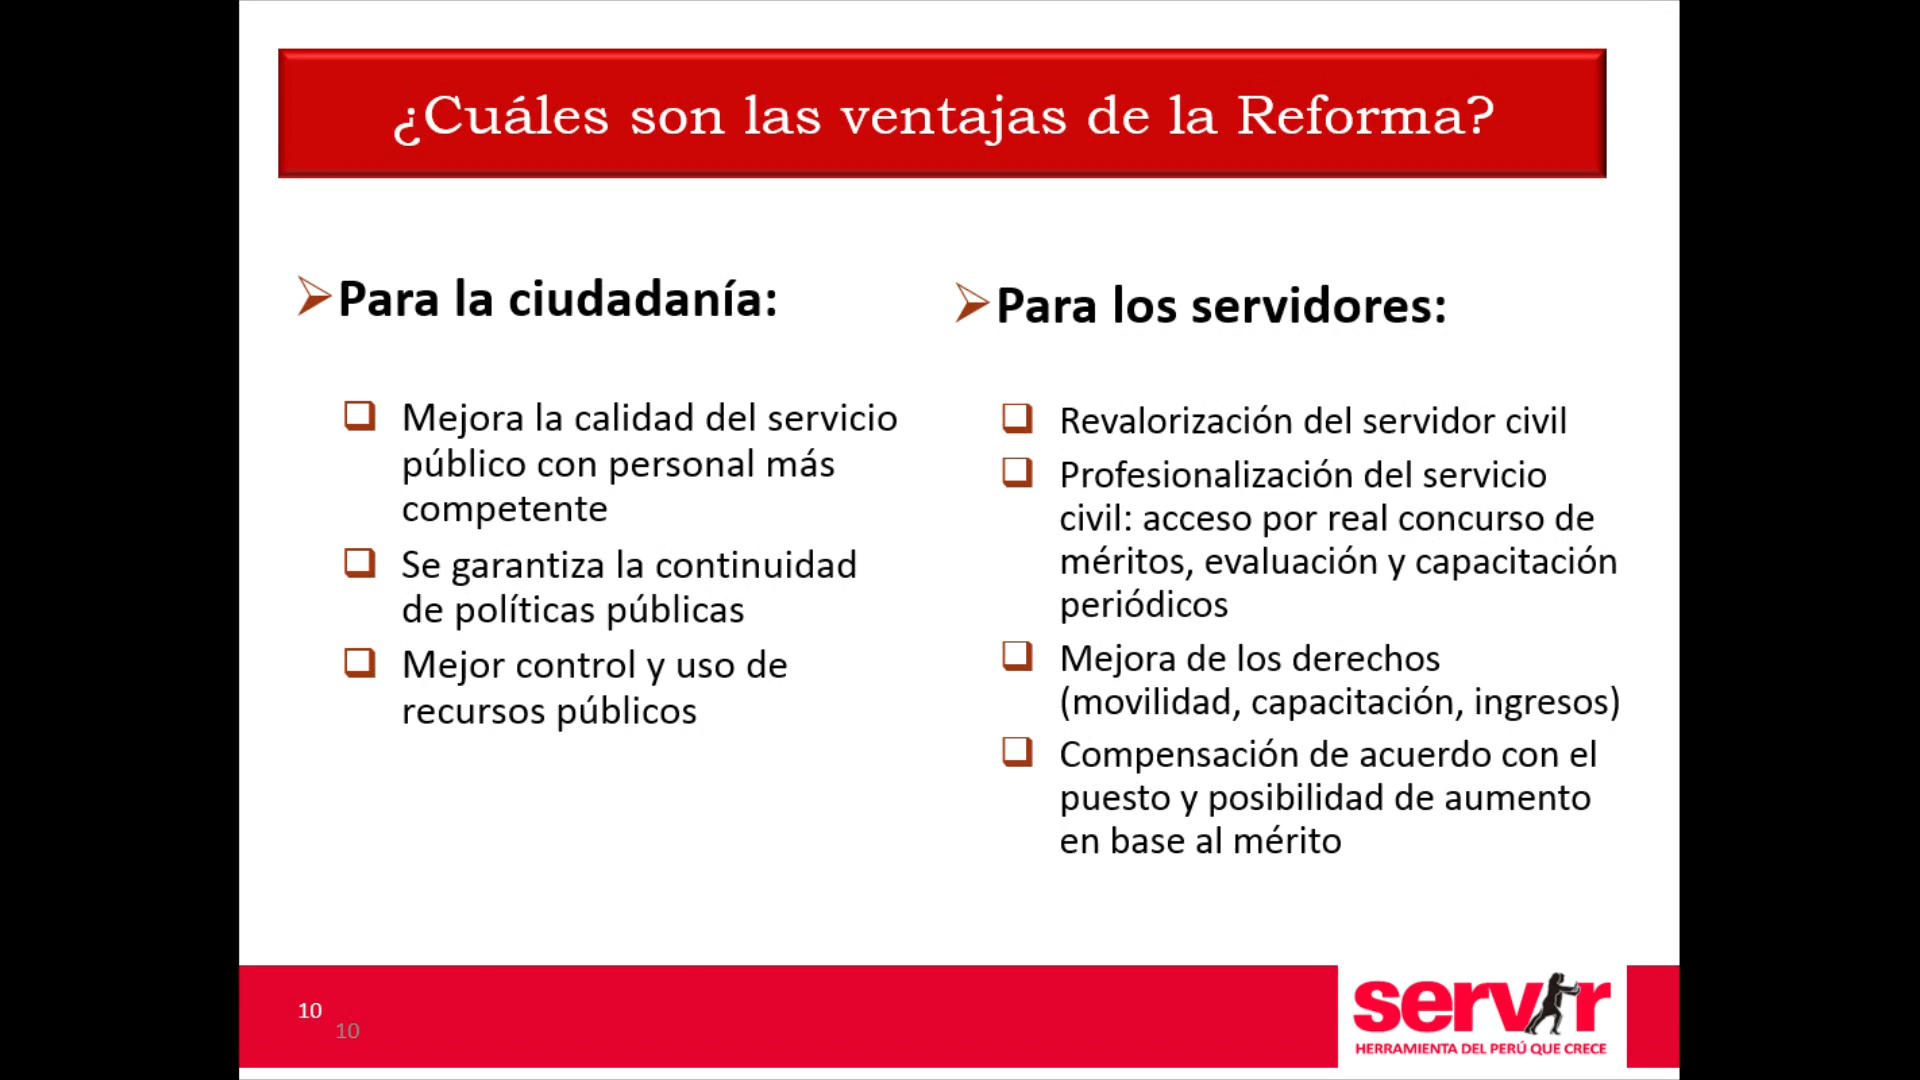 ¿Cuáles son las ventajas de la Reforma?
Para la ciudadanía:
Mejora la calidad del servicio
público con personal más
competente
Se garantiza la continuidad
de políticas públicas
Mejor control y uso de
recursos públicos
Para los servidores:
Revalorización del servidor civil
Profesionalización del servicio
civil: acceso por real concurso de
méritos, evaluación y capacitación
periódicos
Mejora de los derechos
(movilidad, capacitación, ingresos)
Compensación de acuerdo con el
puesto y posibilidad de aumento
en base al mérito
10
10
servir
HERRAMIENTA DEL PERÚ QUE CRECE